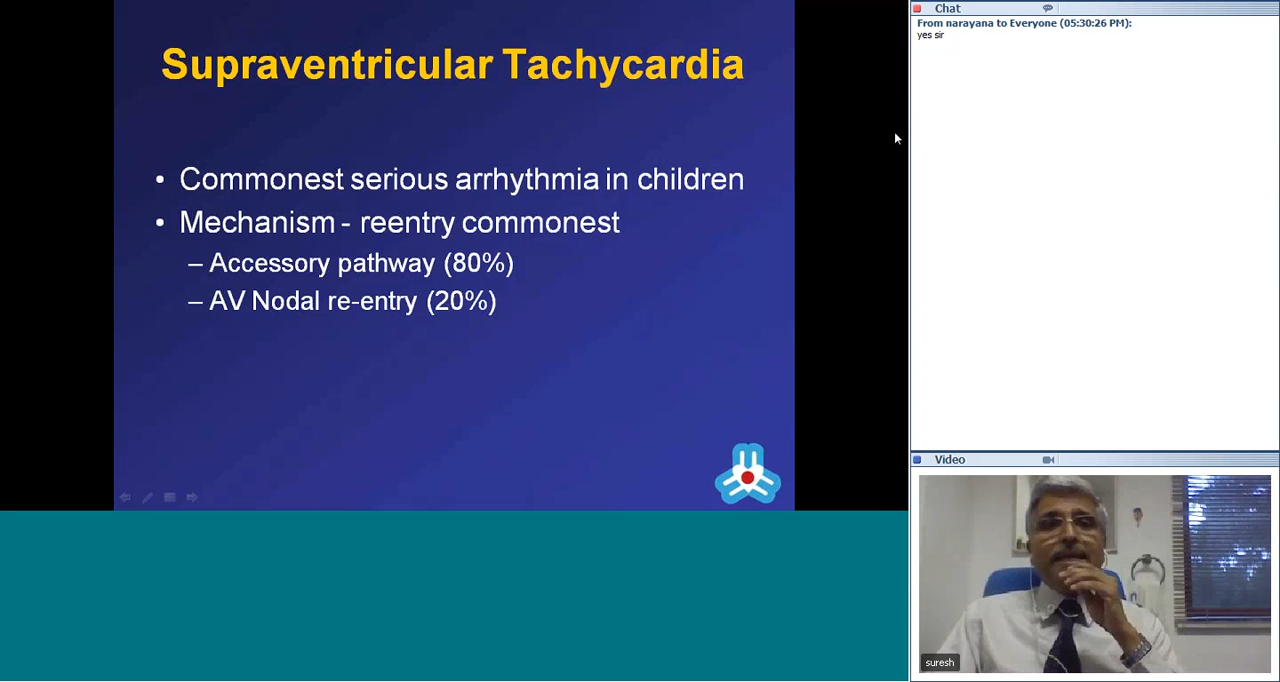 Supraventricular Tachycardia
• Commonest serious arrhythmia in children
• Mechanism - reentry commonest
– Accessory pathway (80%)
– AV Nodal re-entry (20%)
Chat
From narayana to Everyone (05:30:26 PM):
yes sir
Video
suresh